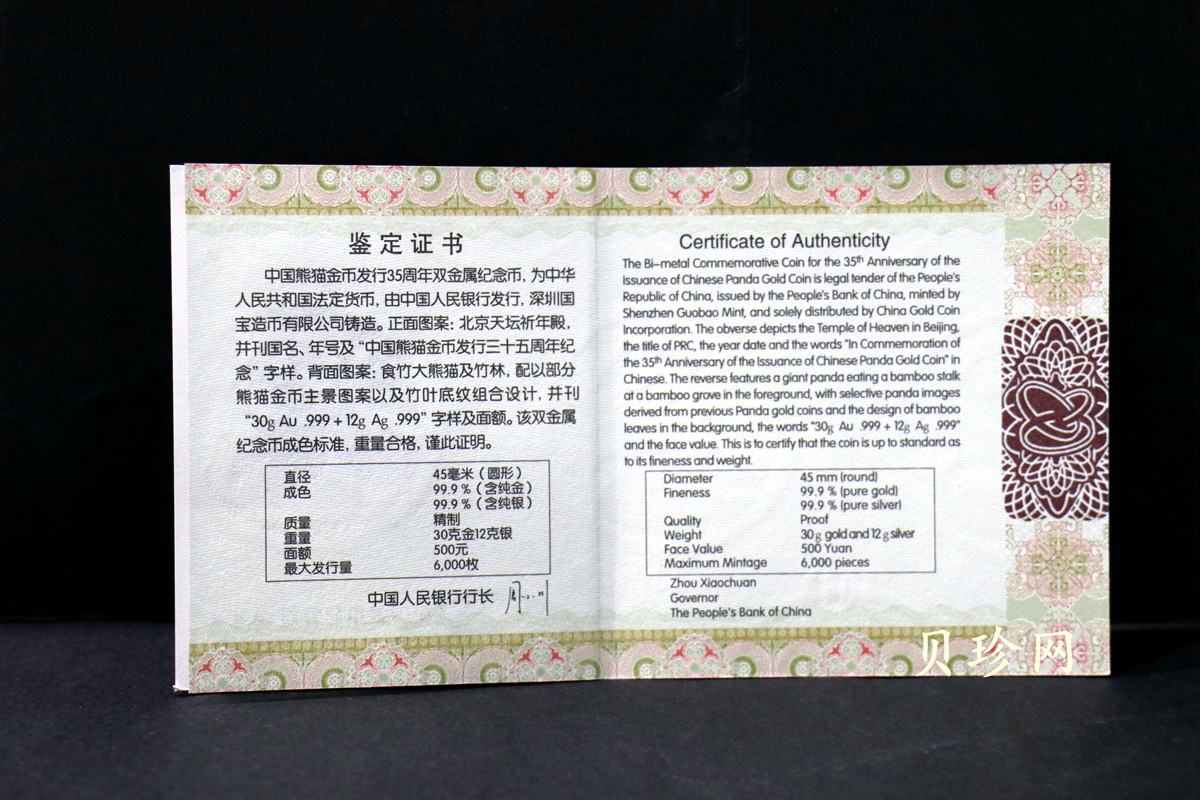 鉴定证书
中国熊猫金币发行35周年双金属纪念币，为中华
人民共和国法定货币，由中国人民银行发行，深圳国
宝造币有限公司铸造。正面图案：北京天坛祈年殿，
并刊国名、年号及“中国熊猫金币发行三十五周年纪
念”字样。背面图案：食竹大熊猫及竹林，配以部分
熊猫金币主景图案以及竹叶底纹组合设计，并刊
“30g Au .999 + 12g Ag .999”字样及面额。该双金属
纪念币成色标准，重量合格，谨此证明。
直径 45毫米（圆形）
成色 99.9 %（含纯金）
99.9 %（含纯银）
质量 精制
重量 30克金12克银
面额 500元
最大发行量 6,000枚
中国人民银行行长
Certificate of Authenticity
The Bi-metal Commemorative Coin for the 35th Anniversary of the
Issuance of Chinese Panda Gold Coin is legal tender of the People's
Republic of China, issued by the People's Bank of China, minted by
Shenzhen Guobao Mint, and solely distributed by China Gold Coin
Incorporation. The obverse depicts the Temple of Heaven in Beijing,
the title of PRC, the year date and the words "In Commemoration of
the 35th Anniversary of the Issuance of Chinese Panda Gold Coin" in
Chinese. The reverse features a giant panda eating a bamboo stalk
at a bamboo grove in the foreground, with selective panda images
derived from previous Panda gold coins and the design of bamboo
leaves in the background, the words "30g Au .999 + 12g Ag .999"
and the face value. This is to certify that the coin is up to standard as
to its fineness and weight.
Diameter 45 mm (round)
Fineness 99.9 % (pure gold)
99.9 % (pure silver)
Quality Proof
Weight 30 g gold and 12 g silver
Face Value 500 Yuan
Maximum Mintage 6,000 pieces
Zhou Xiaochuan
Governor
The People's Bank of China
贝珍网